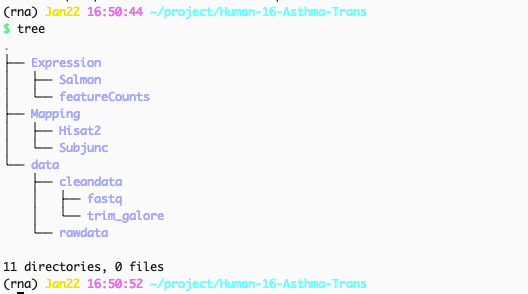 (rna) Jan22 16:50:44 ~/project/Human-16-Asthma-Trans
$ tree
.
├── Expression
│   ├── Salmon
│   └── featureCounts
├── Mapping
│   ├── Hisat2
│   └── Subjunc
└── data
    ├── cleandata
    │   ├── fastq
    │   └── trim_galore
    └── rawdata

11 directories, 0 files
(rna) Jan22 16:50:52 ~/project/Human-16-Asthma-Trans